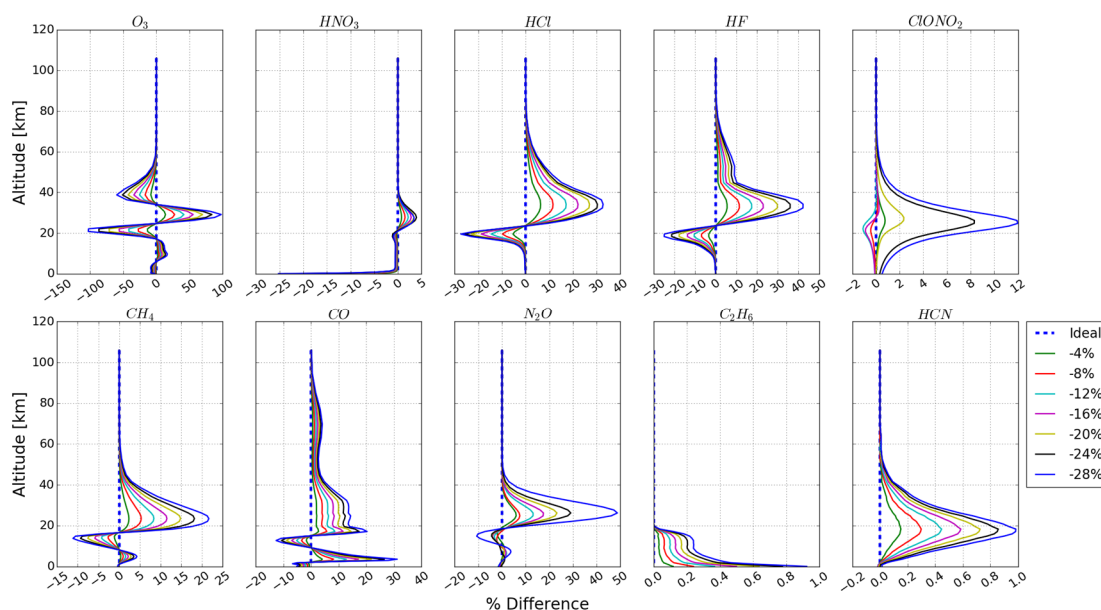 O3 HNO3 HCl HF ClONO2
Altitude [km]
120
100
80
60
40
20
0
−150 −100 −50 0 50 100
−30 −25 −20 −15 −10 −5 0 5
−30 −20 −10 0 10 20 30 40
−30 −20 −10 0 10 20 30 40 50
−2 0 2 4 6 8 10 12
CH4 CO N2O C2H6 HCN
Altitude [km]
120
100
80
60
40
20
0
−15 −10 −5 0 5 10 15 20 25
−20 −10 0 10 20 30 40
−20 −10 0 10 20 30 40 50
0.0 0.2 0.4 0.6 0.8 1.0
−0.2 0.0 0.2 0.4 0.6 0.8 1.0
% Difference
Ideal
-4%
-8%
-12%
-16%
-20%
-24%
-28%